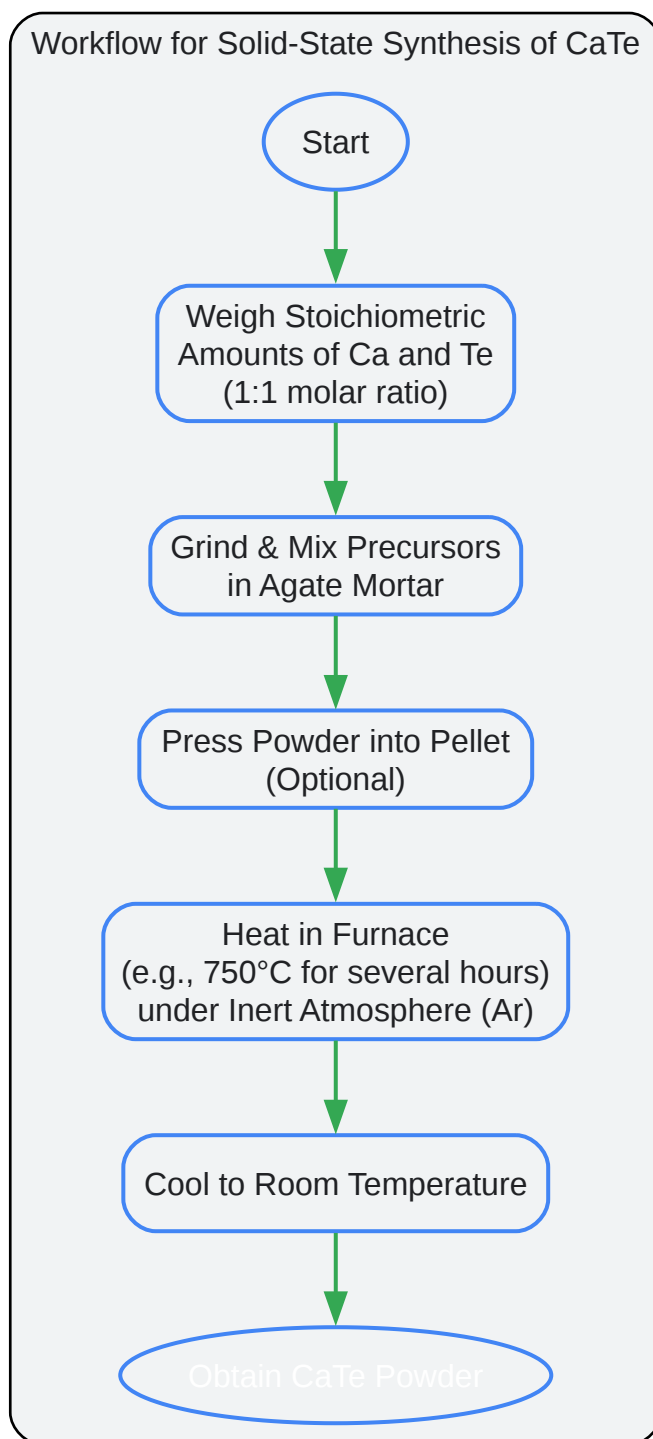 Workflow for Solid-State Synthesis of CaTe
Start
Weigh Stoichiometric
Amounts of Ca and Te
(1:1 molar ratio)
Grind & Mix Precursors
in Agate Mortar
Press Powder into Pellet
(Optional)
Heat in Furnace
(e.g., 750°C for several hours)
under Inert Atmosphere (Ar)
Cool to Room Temperature
Obtain CaTe Powder